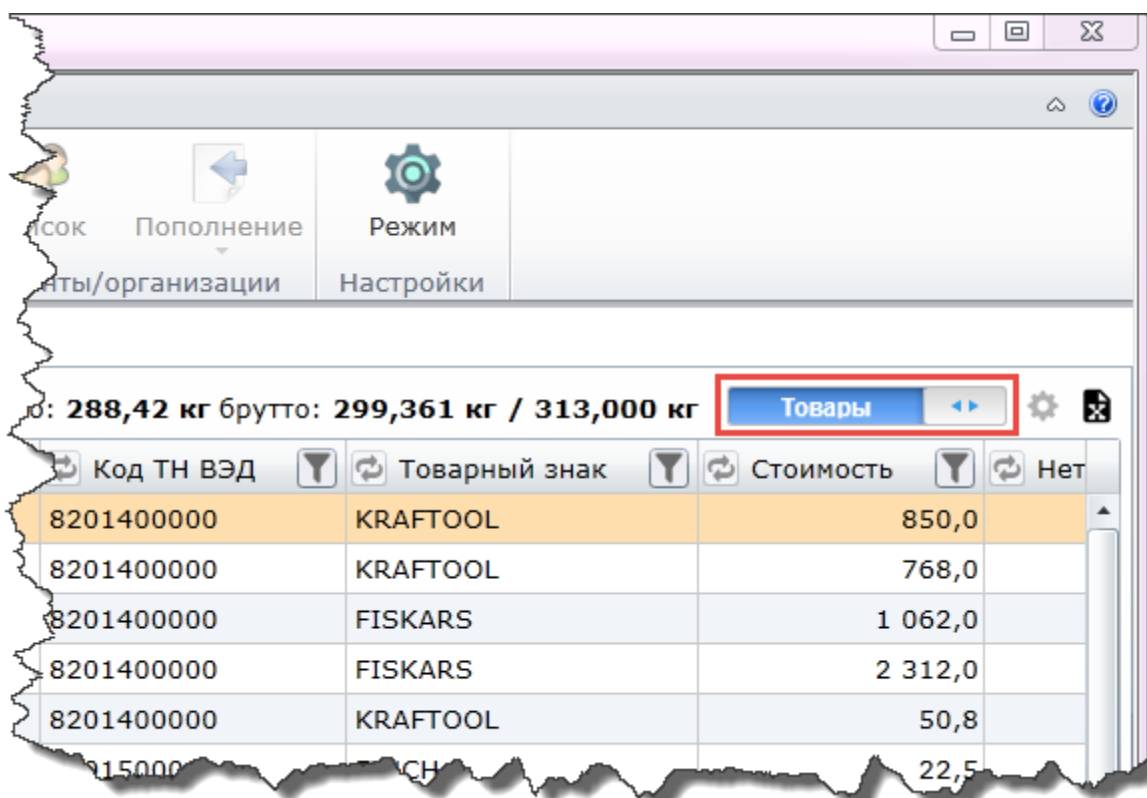 Пополнение
Режим
организации
Настройки
288,42 кг брутто: 299,361 кг / 313,000 кг
Товары
Код ТН ВЭД
Товарный знак
Стоимость
Нет
8201400000 KRAFTOOL 850,0
8201400000 KRAFTOOL 768,0
8201400000 FISKARS 1 062,0
8201400000 FISKARS 2 312,0
8201400000 KRAFTOOL 50,8
22,5